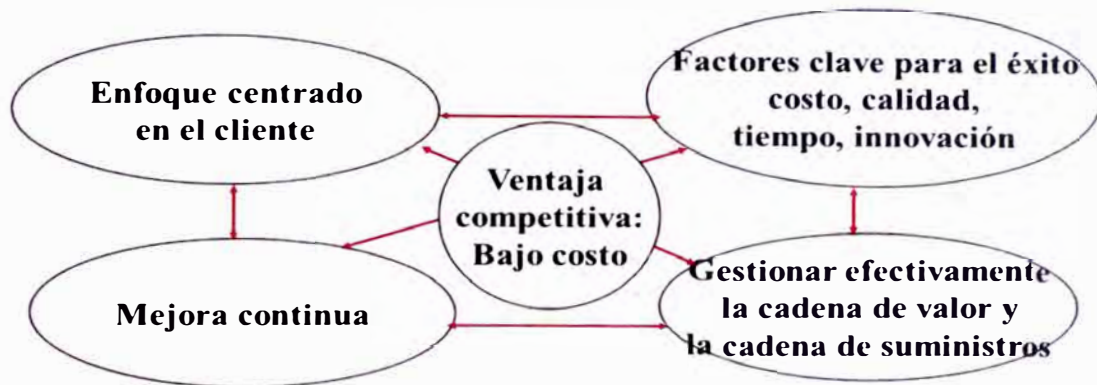 Enfoque centrado
en el cliente
Factores clave para el éxito
costo, calidad,
tiempo, innovación
Ventaja
competitiva:
Bajo costo
Mejora continua
Gestionar efectivamente
la cadena de valor y
la cadena de suministros